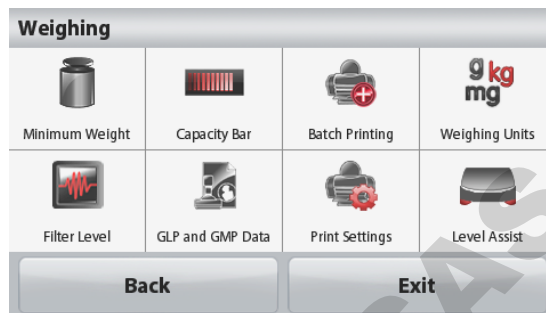 Weighing
g kg
mg
Minimum Weight
Capacity Bar
Batch Printing
Weighing Units
Filter Level
GLP and GMP Data
Print Settings
Level Assist
Back
Exit